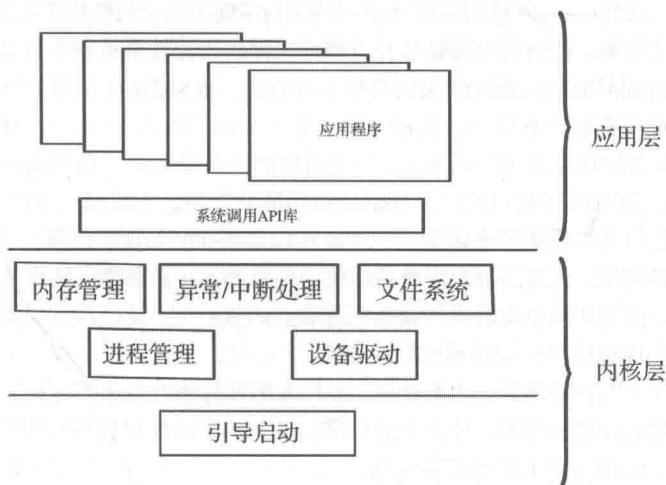 应用程序
应用层
系统调用API库
内存管理
异常/中断处理
文件系统
进程管理
设备驱动
内核层
引导启动